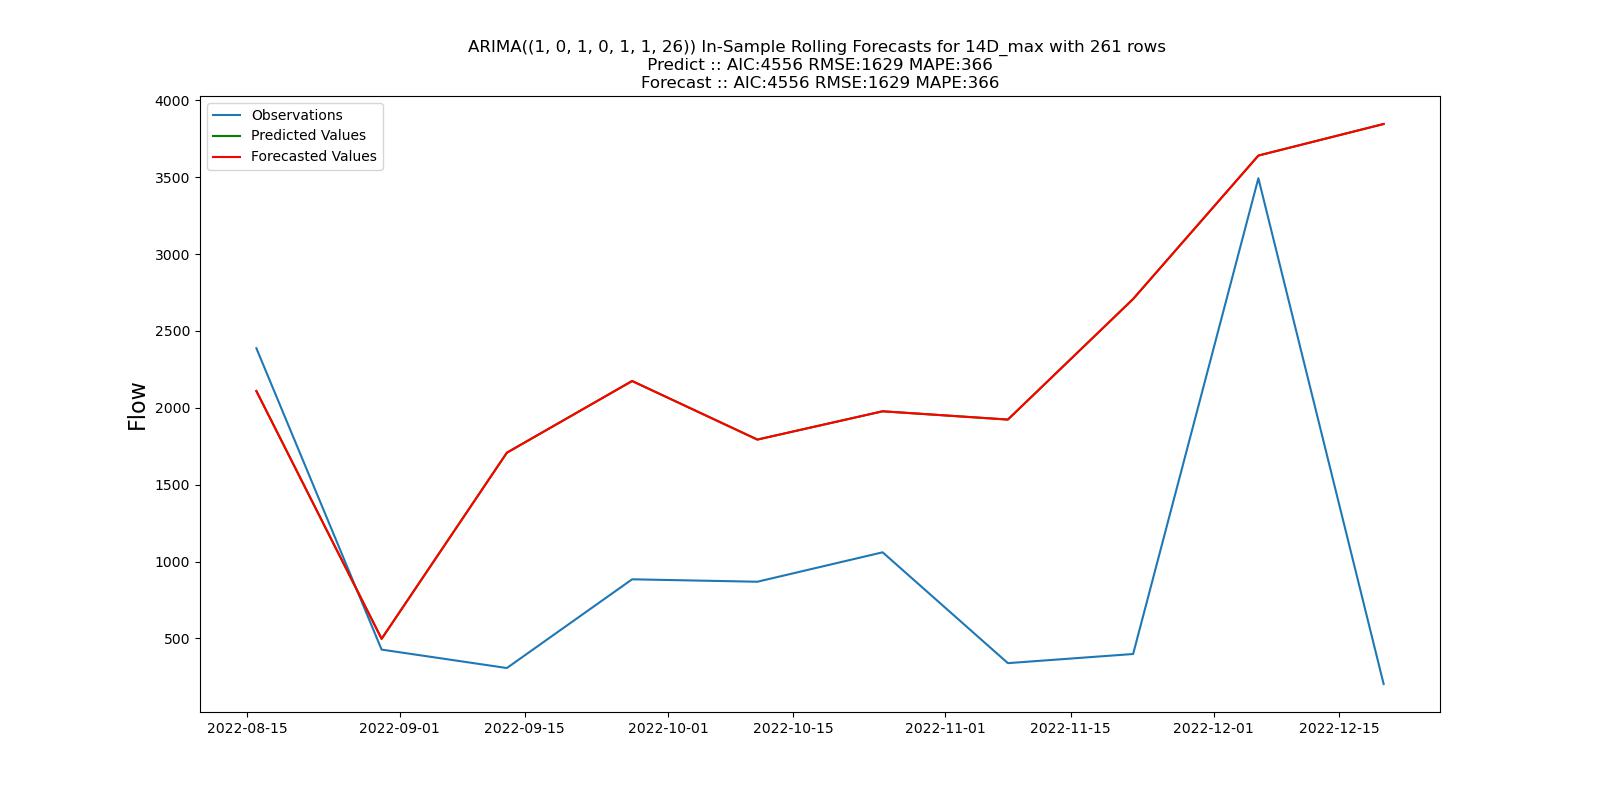 ARIMA((1, 0, 1, 0, 1, 1, 26)) In-Sample Rolling Forecasts for 14D_max with 261 rows
Predict :: AIC:4556 RMSE:1629 MAPE:366
Forecast :: AIC:4556 RMSE:1629 MAPE:366
Observations
Predicted Values
Forecasted Values
4000
3500
3000
2500
2000
1500
1000
500
Flow
2022-08-15 2022-09-01 2022-09-15 2022-10-01 2022-10-15 2022-11-01 2022-11-15 2022-12-01 2022-12-15